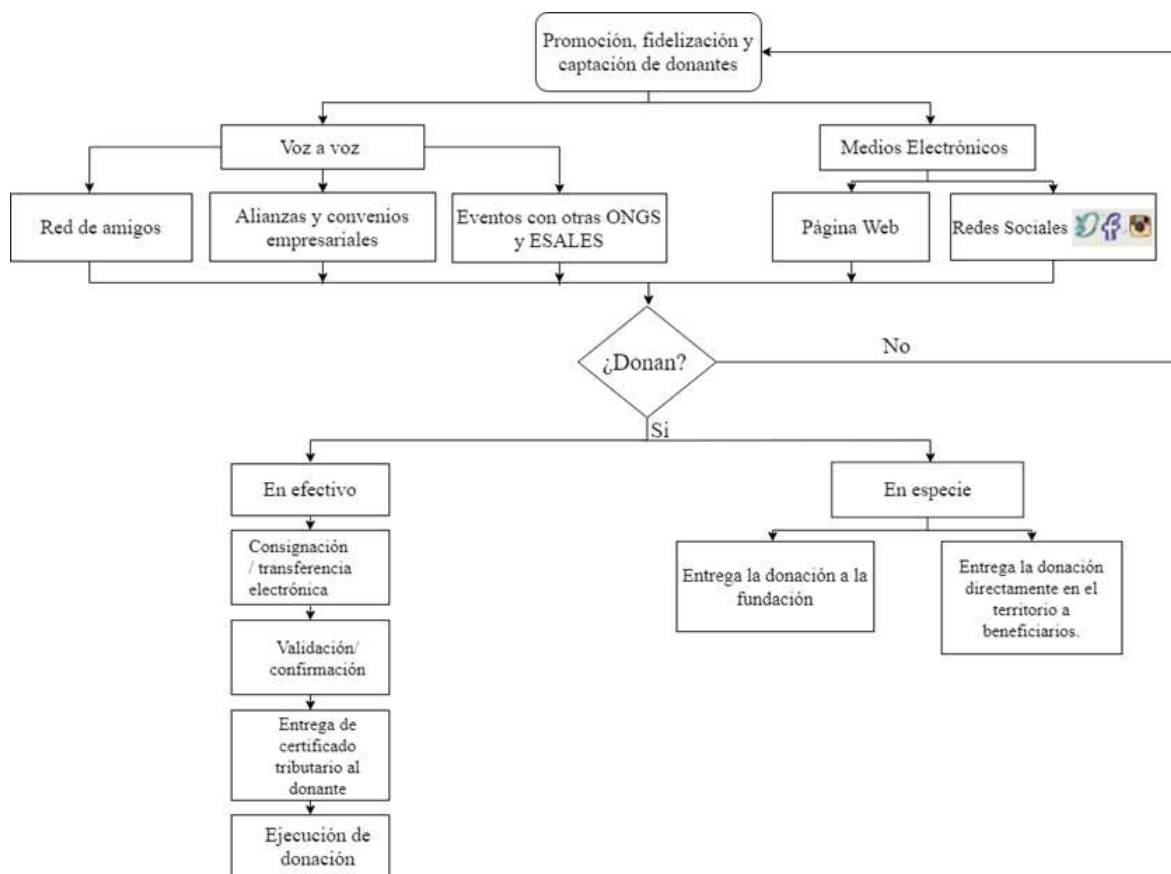 Promoción, fidelización y
captación de donantes
Voz a voz
Medios Electrónicos
Red de amigos
Alianzas y convenios
empresariales
Eventos con otras ONGS
y ESALES
Página Web
Redes Sociales
¿Donan?
No
Si
En efectivo
En especie
Consignación
/ transferencia
electrónica
Entrega la donación a la
fundación
Entrega la donación
directamente en el
territorio a
beneficiarios.
Validación/
confirmación
Entrega de
certificado
tributario al
donante
Ejecución de
donación